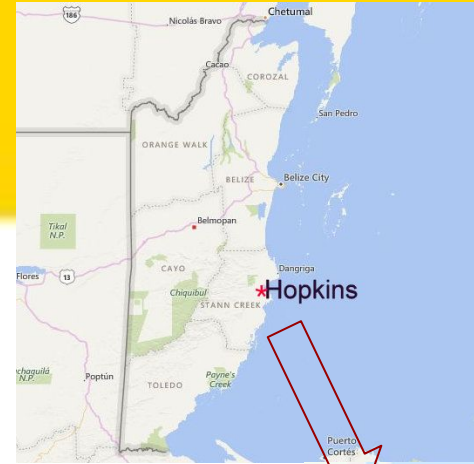 186
Nicolás Bravo
Chetumal
Cacao
COROZAL
San Pedro
ORANGE WALK
BELIZE
Belize City
Tikal
N.P.
Belmopan
Flores
13
CAYO
Dangriga
Chiquibul
Hopkins
STANN CREEK
chaquilá
N.P.
Poptún
Payne's
Creek
TOLEDO
Puerto
Cortés